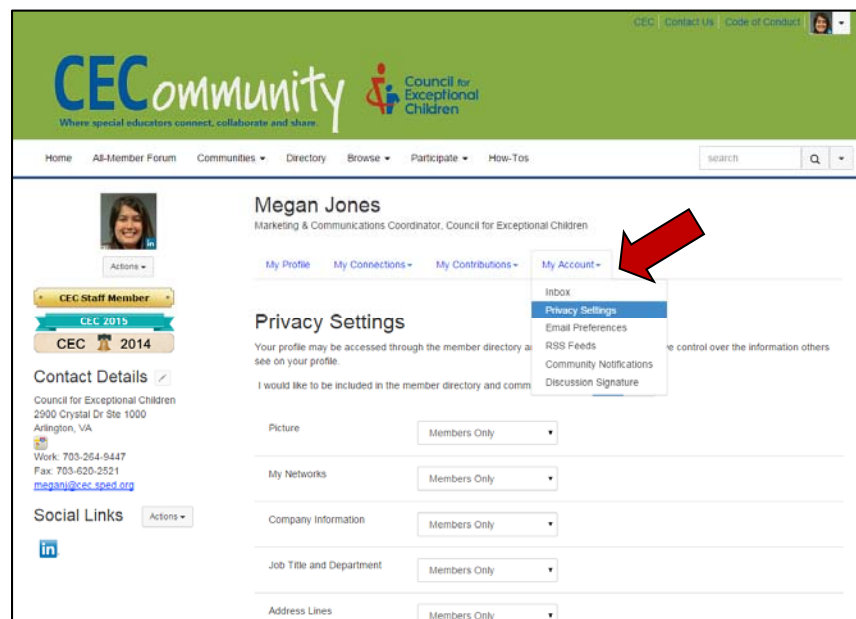 CEC Contact Us Code of Conduct
CECommunity
Council for
Exceptional
Children
Where special educators connect, collaborate and share.
Home All-Member Forum Communities Directory Browse Participate How-Tos search
Megan Jones
Marketing & Communications Coordinator, Council for Exceptional Children
in
Actions
My Profile My Connections My Contributions My Account
Inbox
Privacy Settings
Email Preferences
RSS Feeds
Community Notifications
Discussion Signature
CEC Staff Member
CEC 2015
CEC 2014
Privacy Settings
Your profile may be accessed through the member directory a e control over the information others
see on your profile.
I would like to be included in the member directory and comm
Contact Details
Council for Exceptional Children
2900 Crystal Dr Ste 1000
Arlington, VA
Work: 703-264-9447
Fax: 703-620-2521
meganj@cec.sped.org
Social Links Actions
in
Picture Members Only
My Networks Members Only
Company Information Members Only
Job Title and Department Members Only
Address Lines Members Only